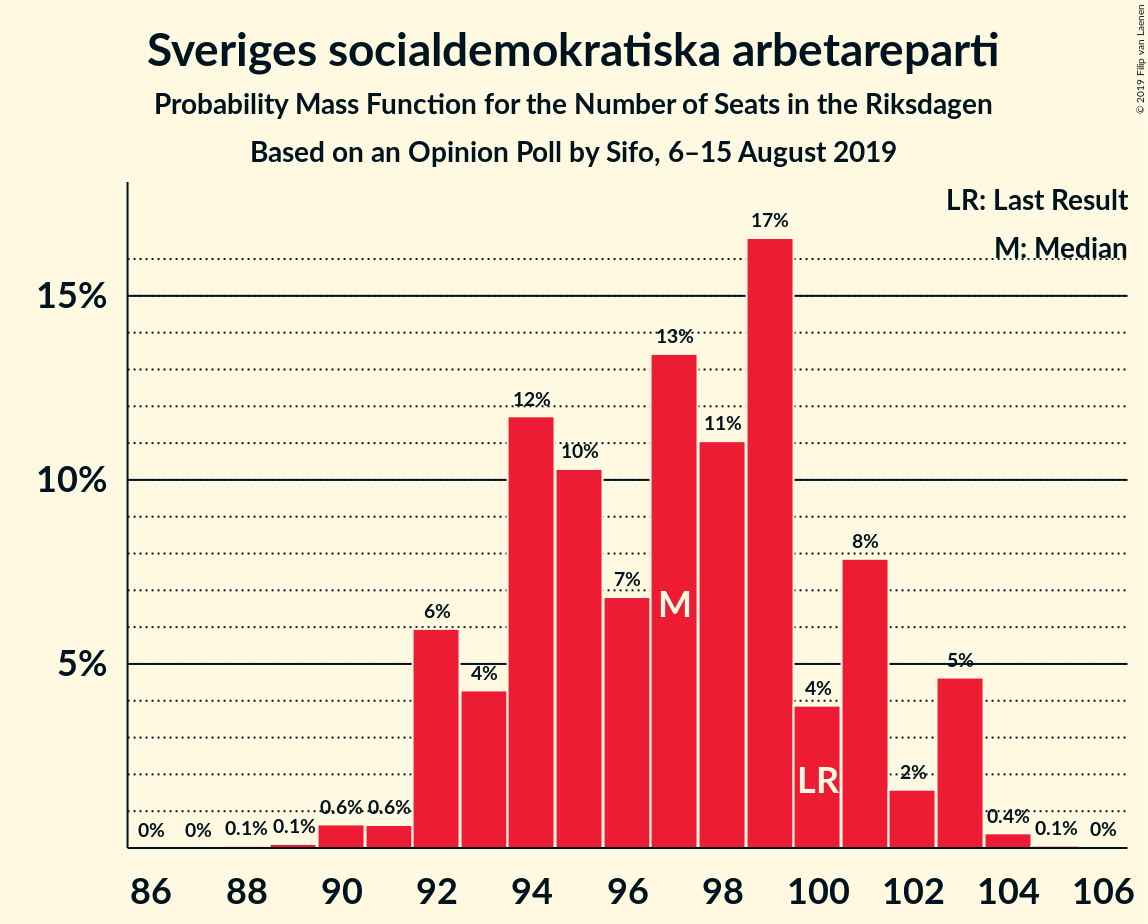 Sveriges socialdemokratiska arbetareparti
Probability Mass Function for the Number of Seats in the Riksdagen
Based on an Opinion Poll by Sifo, 6–15 August 2019
© 2019 Filip van Laenen
LR: Last Result
M: Median
15%
10%
5%
0%
0%
0.1%
0.1%
0.6%
0.6%
6%
4%
12%
10%
7%
13%
11%
17%
4%
8%
2%
5%
0.4%
0.1%
0%
M
LR
86 88 90 92 94 96 98 100 102 104 106